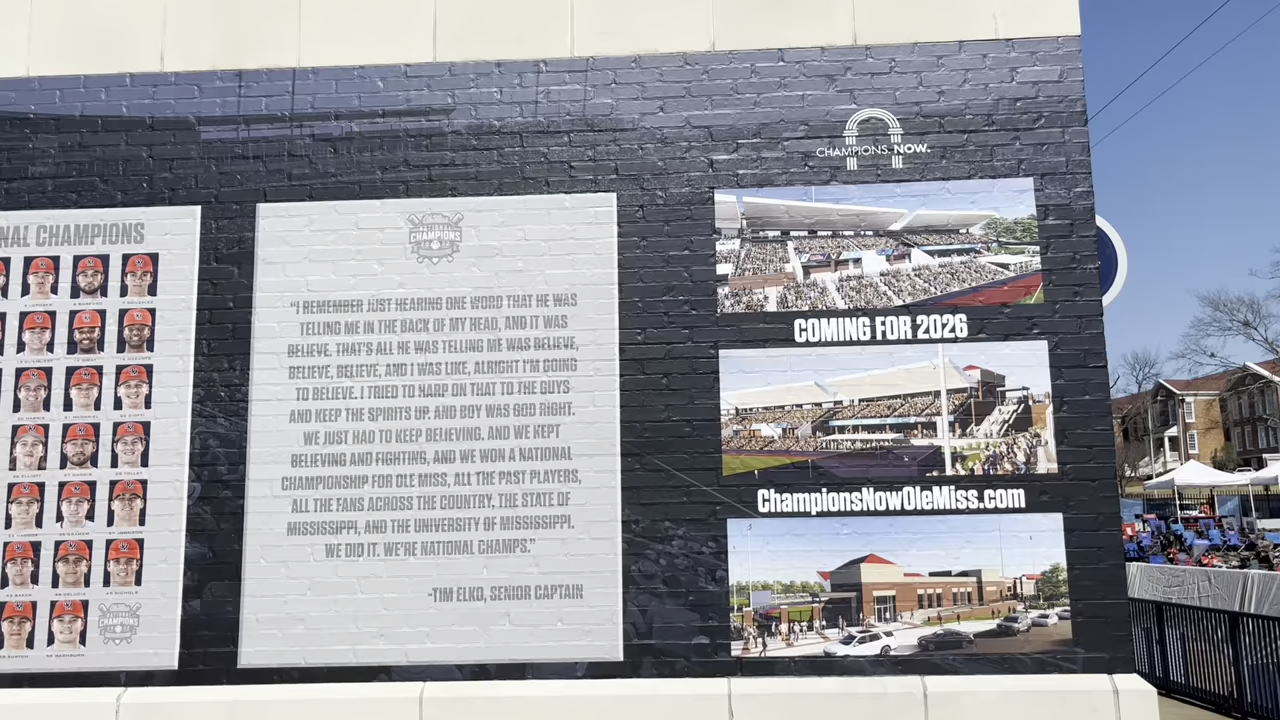 NAL CHAMPIONS
NATIONAL
CHAMPIONS
"I REMEMBER JUST HEARING ONE WORD THAT HE WAS
TELLING ME IN THE BACK OF MY HEAD, AND IT WAS
BELIEVE. THAT'S ALL HE WAS TELLING ME WAS BELIEVE,
BELIEVE, BELIEVE, AND I WAS LIKE, ALRIGHT I'M GOING
TO BELIEVE. I TRIED TO HARP ON THAT TO THE GUYS
AND KEEP THE SPIRITS UP. AND BOY WAS GOD RIGHT.
WE JUST HAD TO KEEP BELIEVING. AND WE KEPT
BELIEVING AND FIGHTING, AND WE WON A NATIONAL
CHAMPIONSHIP FOR OLE MISS, ALL THE PAST PLAYERS,
ALL THE FANS ACROSS THE COUNTRY, THE STATE OF
MISSISSIPPI, AND THE UNIVERSITY OF MISSISSIPPI.
WE DID IT. WE'RE NATIONAL CHAMPS."
-TIM ELKO, SENIOR CAPTAIN
CHAMPIONS. NOW.
COMING FOR 2026
ChampionsNowOleMiss.com
CHAMPIONS